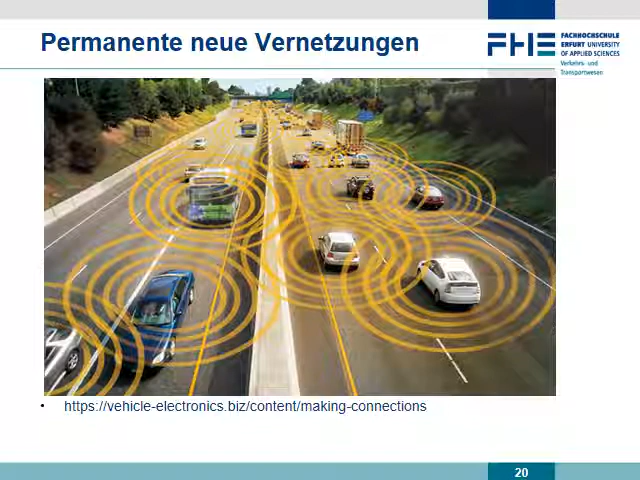 Permanente neue Vernetzungen
FHE
FACHHOCHSCHULE
ERFURT UNIVERSITY
OF APPLIED SCIENCES
Verkehrs- und
Transportwesen
• https://vehicle-electronics.biz/content/making-connections
20